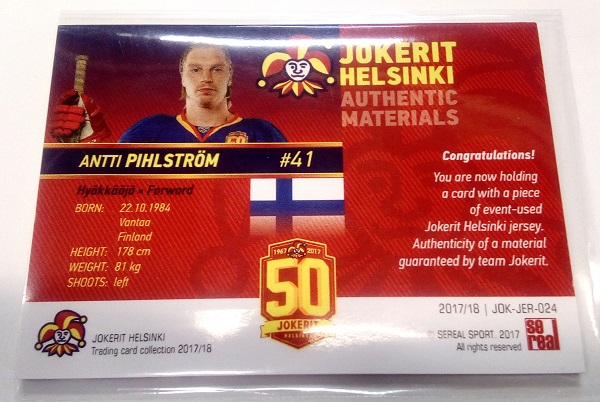 JOKERIT
HELSINKI
AUTHENTIC
MATERIALS
ANTTI PIHLSTRÖM #41
Hyökkääjä • Forward
BORN: 22.10.1984
Vantaa
Finland
HEIGHT: 178 cm
WEIGHT: 81 kg
SHOOTS: left
Congratulations!
You are now holding
a card with a piece
of event-used
Jokerit Helsinki jersey.
Authenticity of a material
guaranteed by team Jokerit.
1967 2017
50
JOKERIT
HELSINKI
2017/18 | JOK-JER-024
JOKERIT HELSINKI
Trading card collection 2017/18
© SEREAL SPORT. 2017
All rights reserved
se
real